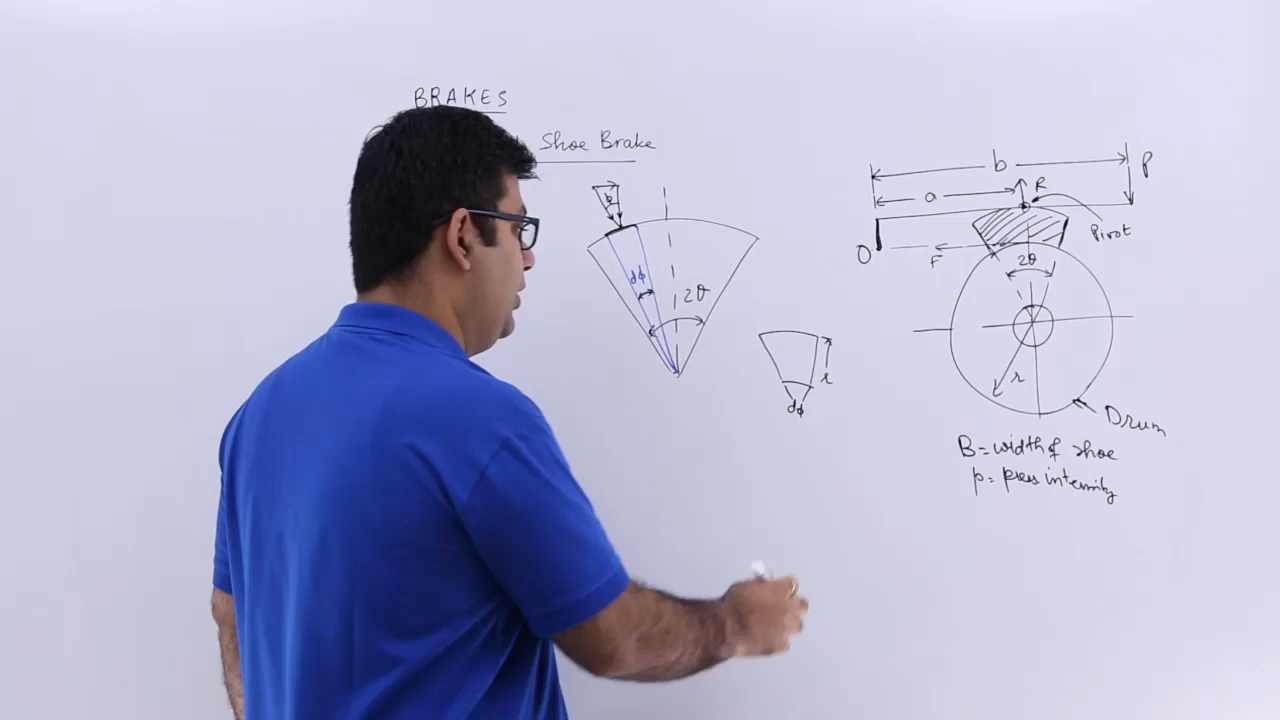 BRAKES
Shoe Brake
dφ
2θ
r
dφ
b
P
a
R
Pivot
O
F
2θ
r
Drum
B = width of shoe
p = press intensity